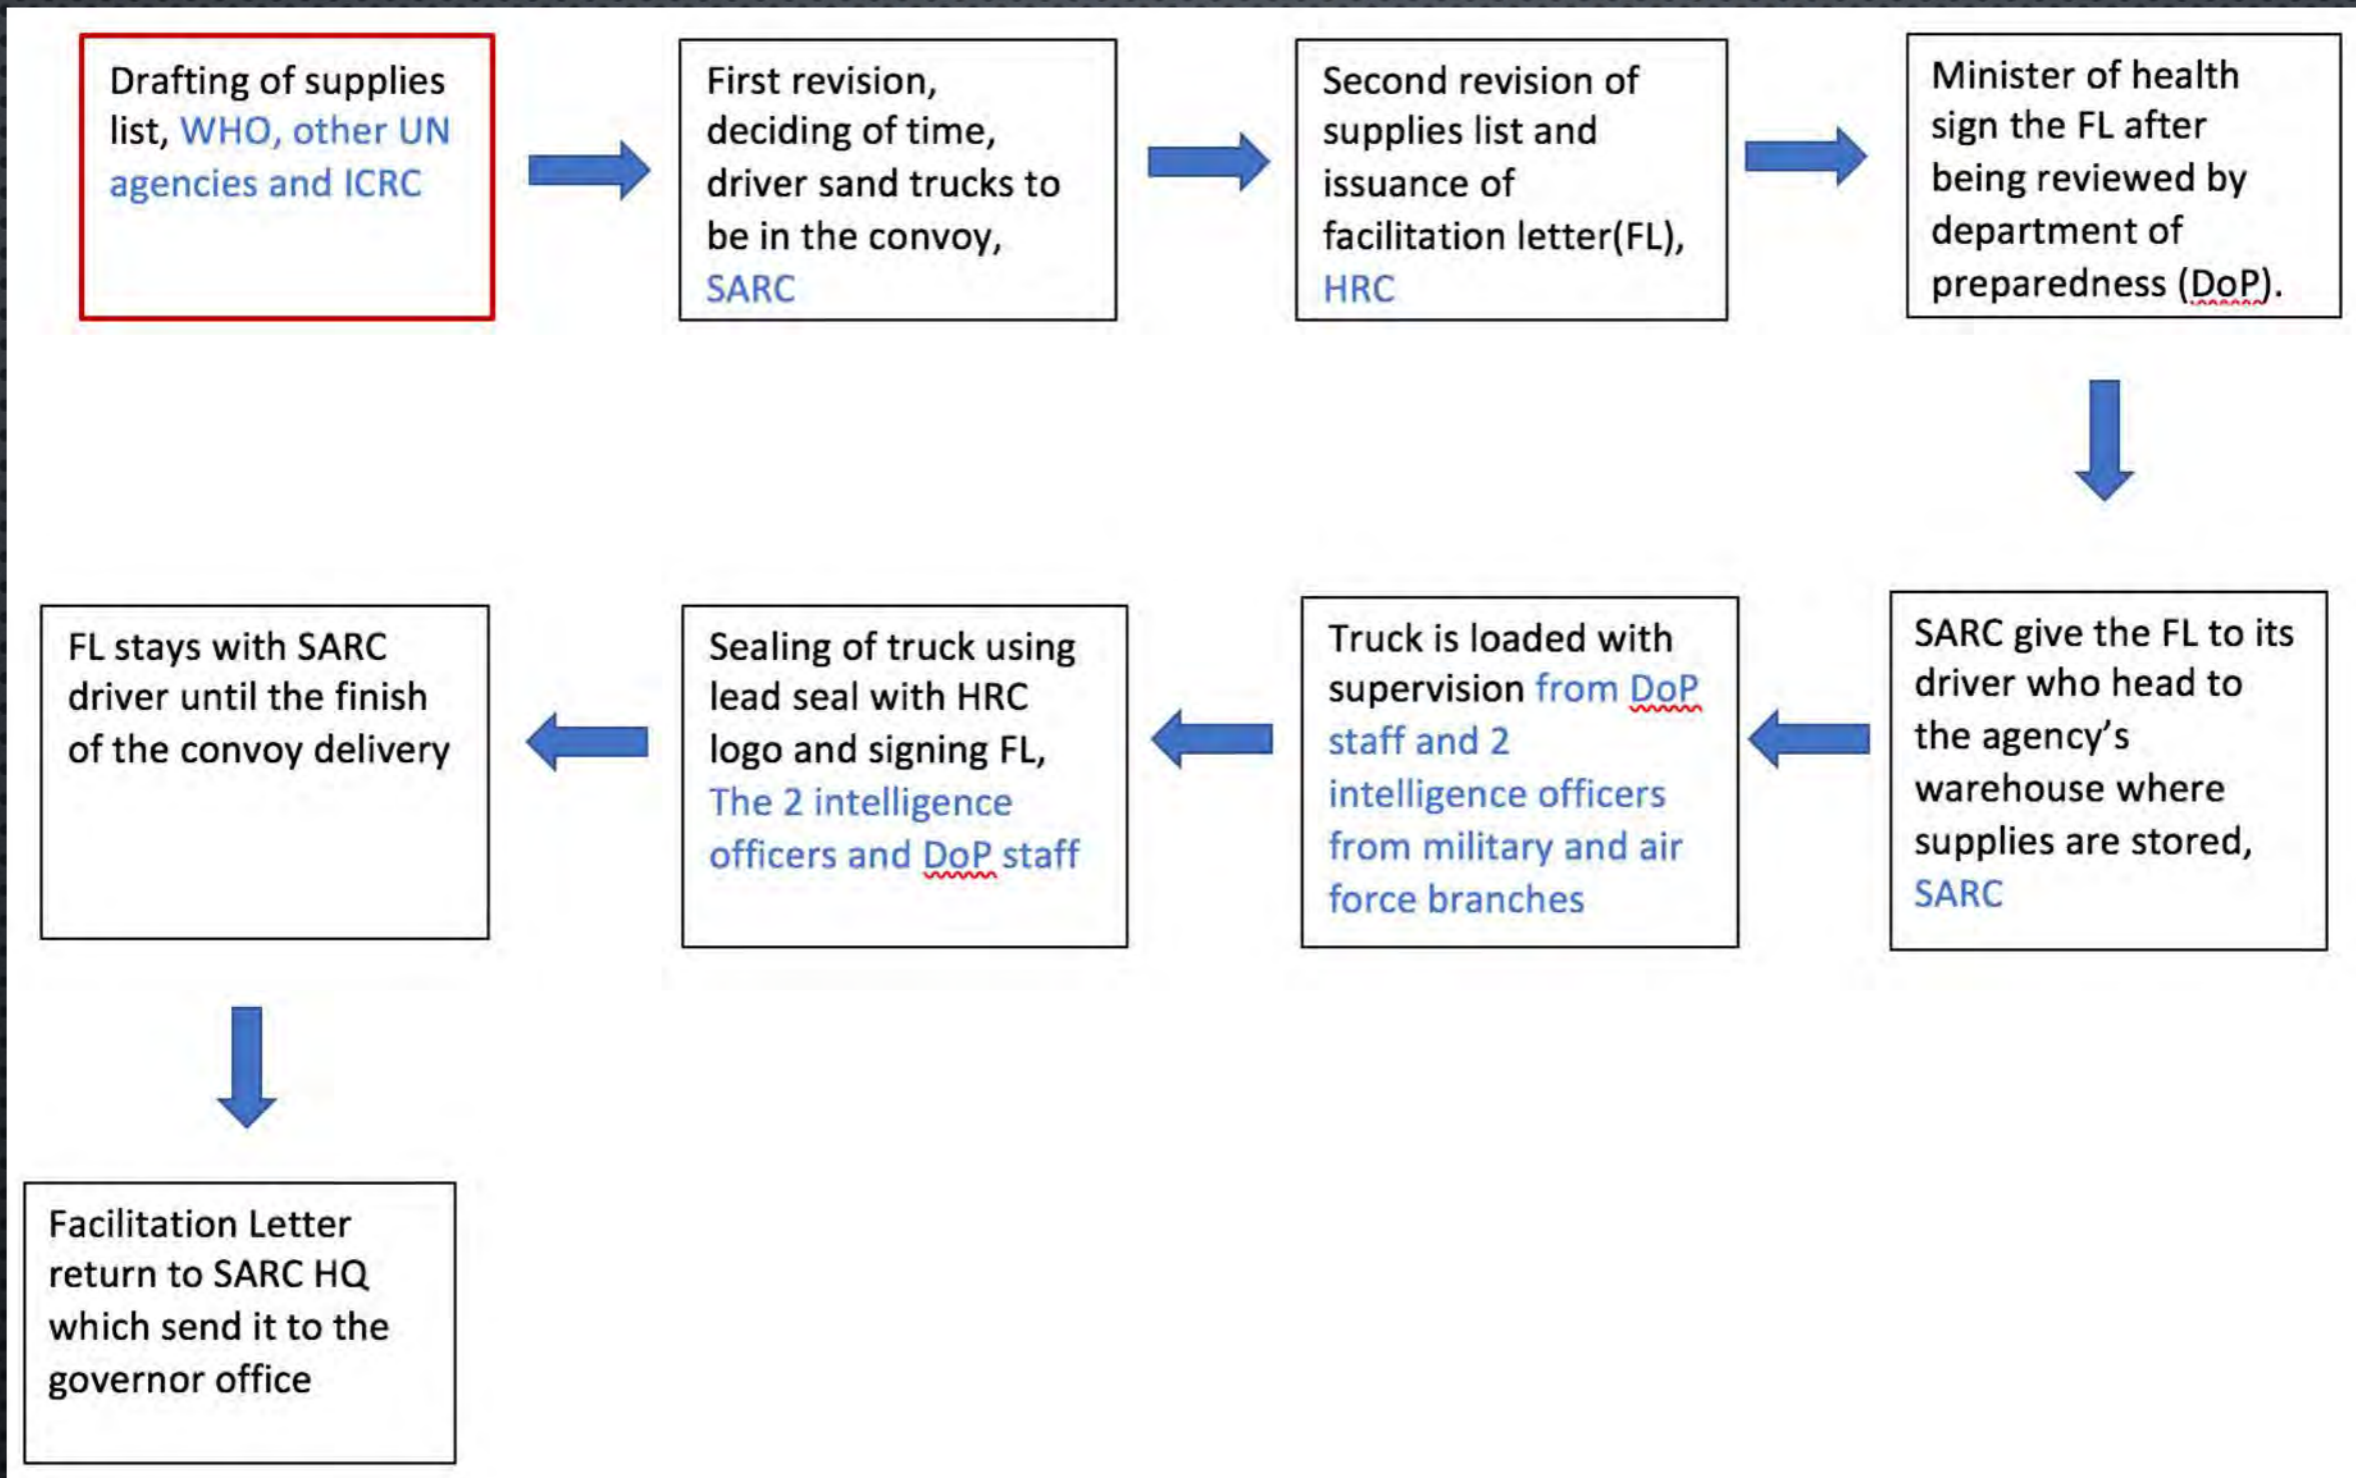 Drafting of supplies
list, WHO, other UN
agencies and ICRC
First revision,
deciding of time,
driver sand trucks to
be in the convoy,
SARC
Second revision of
supplies list and
issuance of
facilitation letter(FL),
HRC
Minister of health
sign the FL after
being reviewed by
department of
preparedness (DoP).
SARC give the FL to its
driver who head to
the agency’s
warehouse where
supplies are stored,
SARC
Truck is loaded with
supervision from DoP
staff and 2
intelligence officers
from military and air
force branches
Sealing of truck using
lead seal with HRC
logo and signing FL,
The 2 intelligence
officers and DoP staff
FL stays with SARC
driver until the finish
of the convoy delivery
Facilitation Letter
return to SARC HQ
which send it to the
governor office